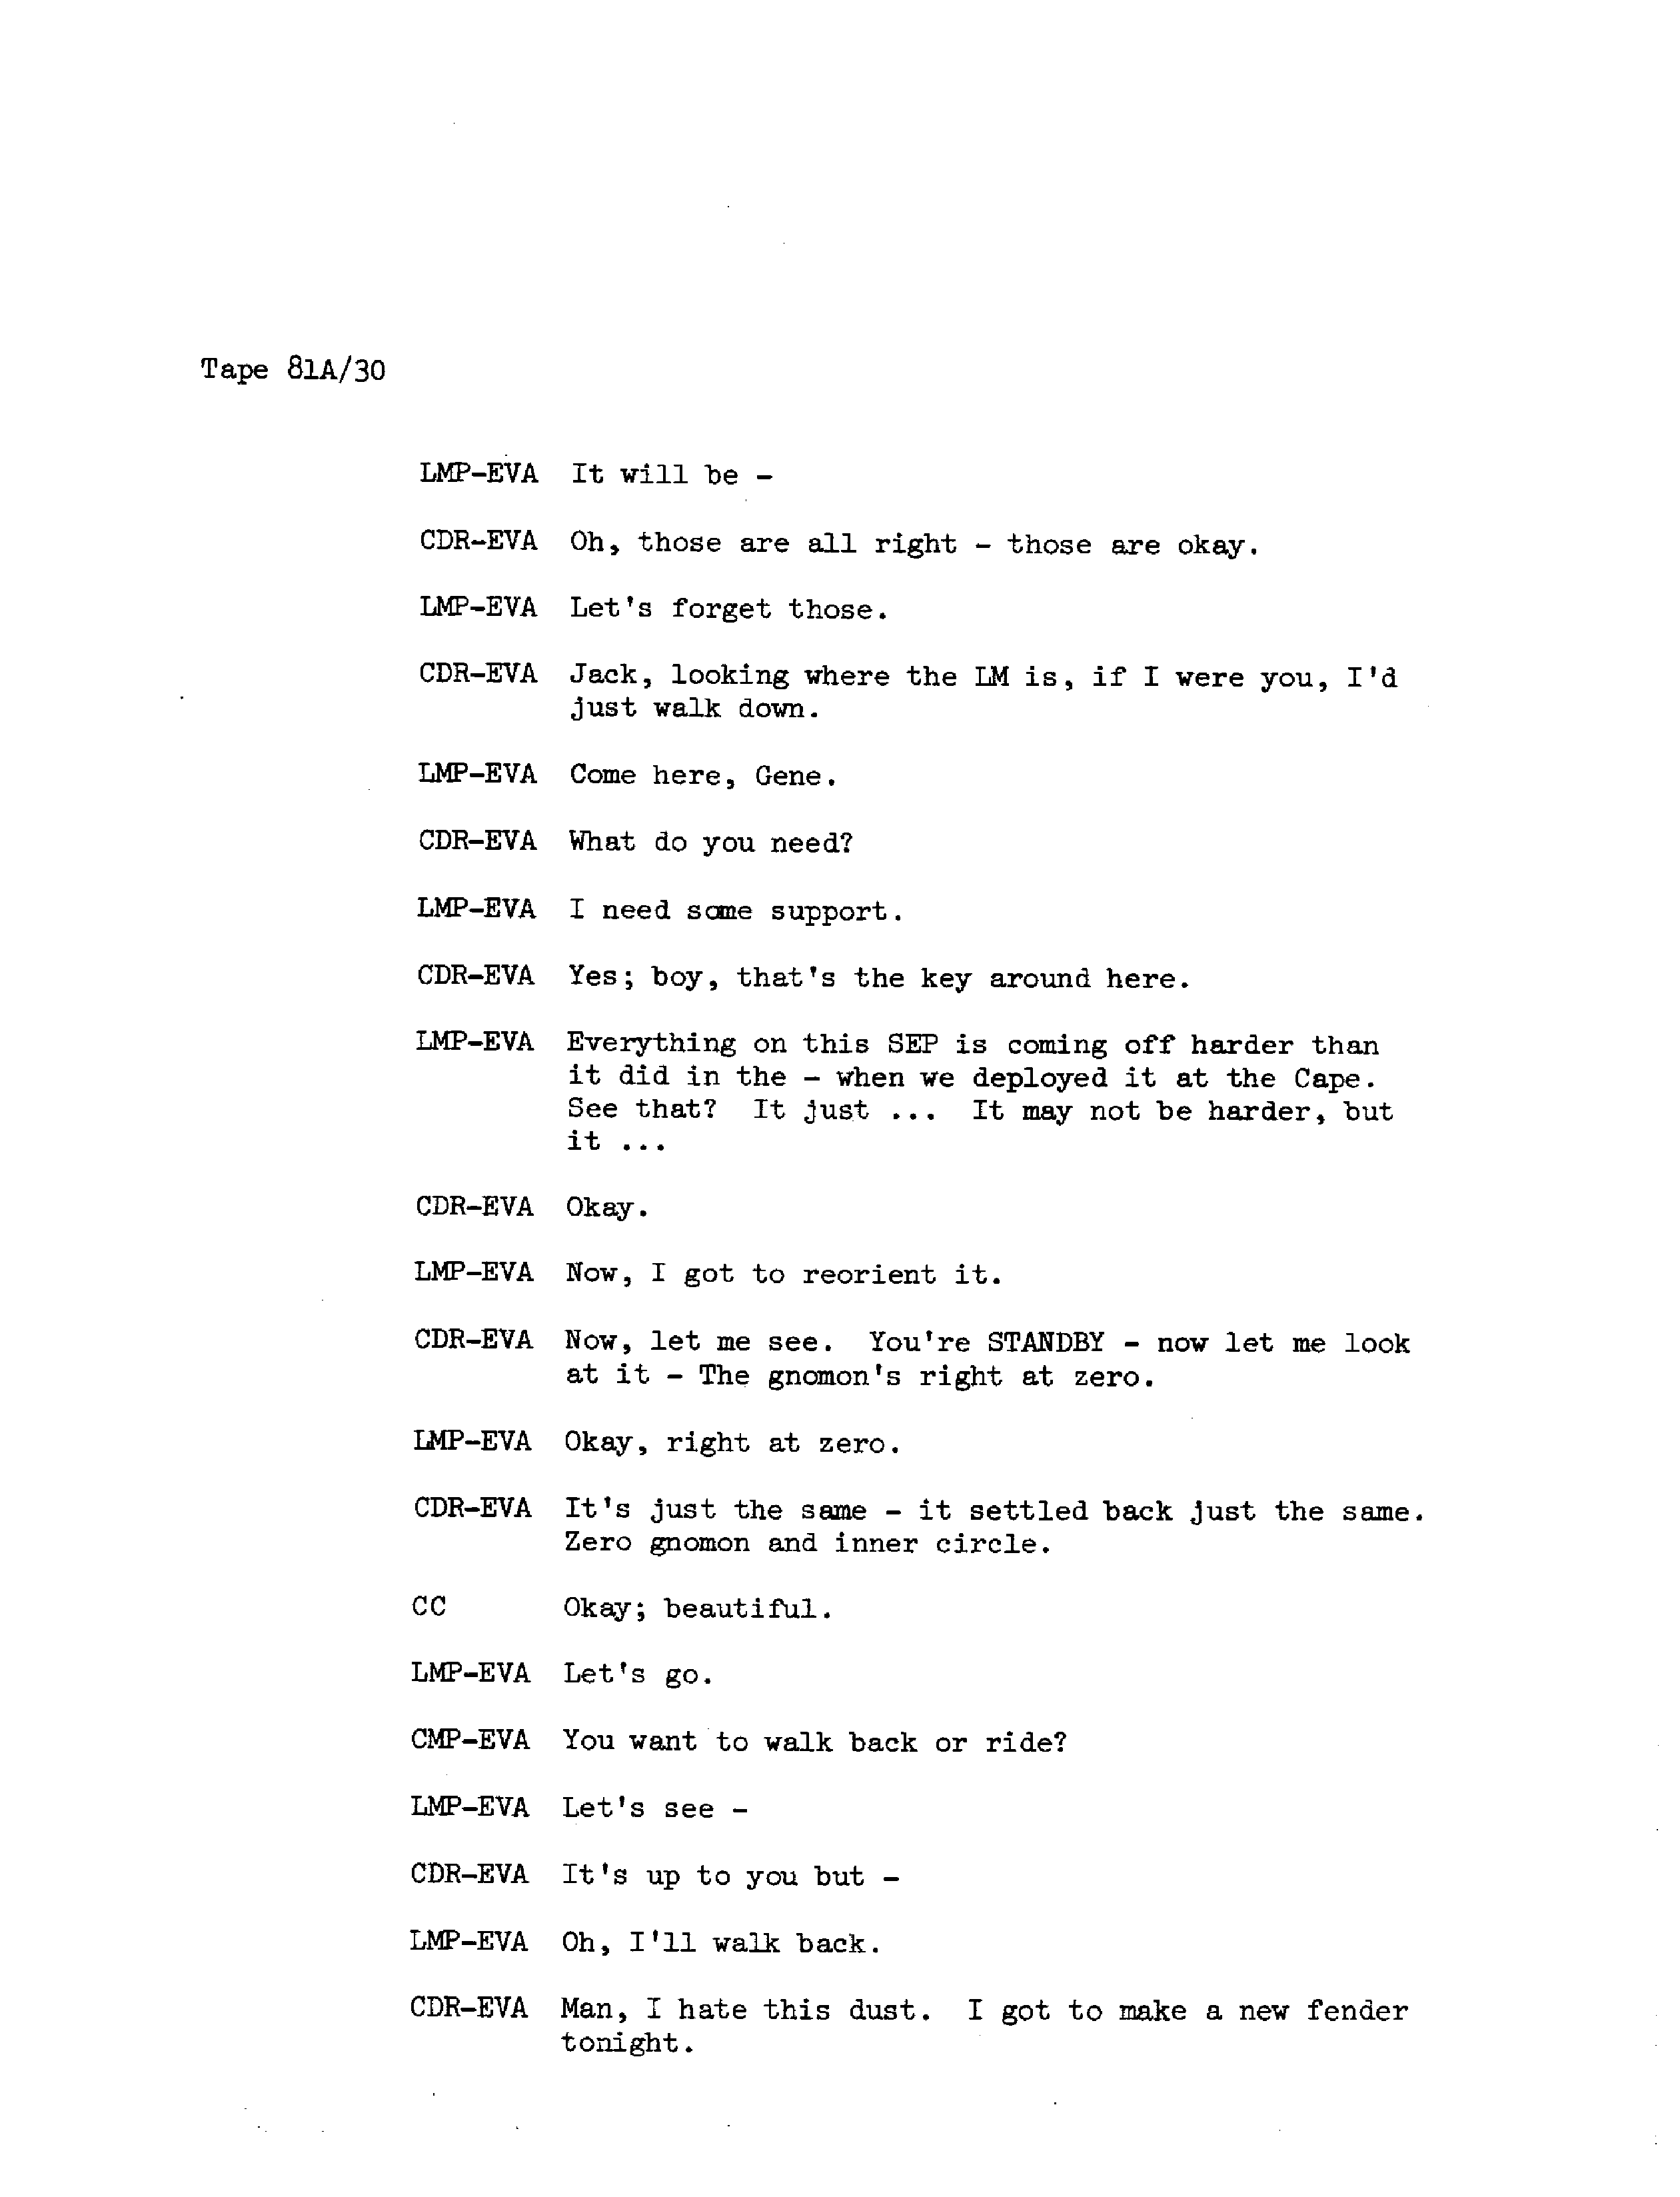 Tape 81A/30
LMP-EVA It will be -
CDR-EVA Oh, those are all right - those are okay.
LMP-EVA Let's forget those.
CDR-EVA Jack, looking where the LM is, if I were you, I'd
just walk down.
LMP-EVA Come here, Gene.
CDR-EVA What do you need?
LMP-EVA I need some support.
CDR-EVA Yes; boy, that's the key around here.
LMP-EVA Everything on this SEP is coming off harder than
it did in the - when we deployed it at the Cape.
See that? It just ... It may not be harder, but
it ...
CDR-EVA Okay.
LMP-EVA Now, I got to reorient it.
CDR-EVA Now, let me see. You're STANDBY - now let me look
at it - The gnomon's right at zero.
LMP-EVA Okay, right at zero.
CDR-EVA It's just the same - it settled back just the same.
Zero gnomon and inner circle.
CC Okay; beautiful.
LMP-EVA Let's go.
CMP-EVA You want to walk back or ride?
LMP-EVA Let's see -
CDR-EVA It's up to you but -
LMP-EVA Oh, I'll walk back.
CDR-EVA Man, I hate this dust. I got to make a new fender
tonight.